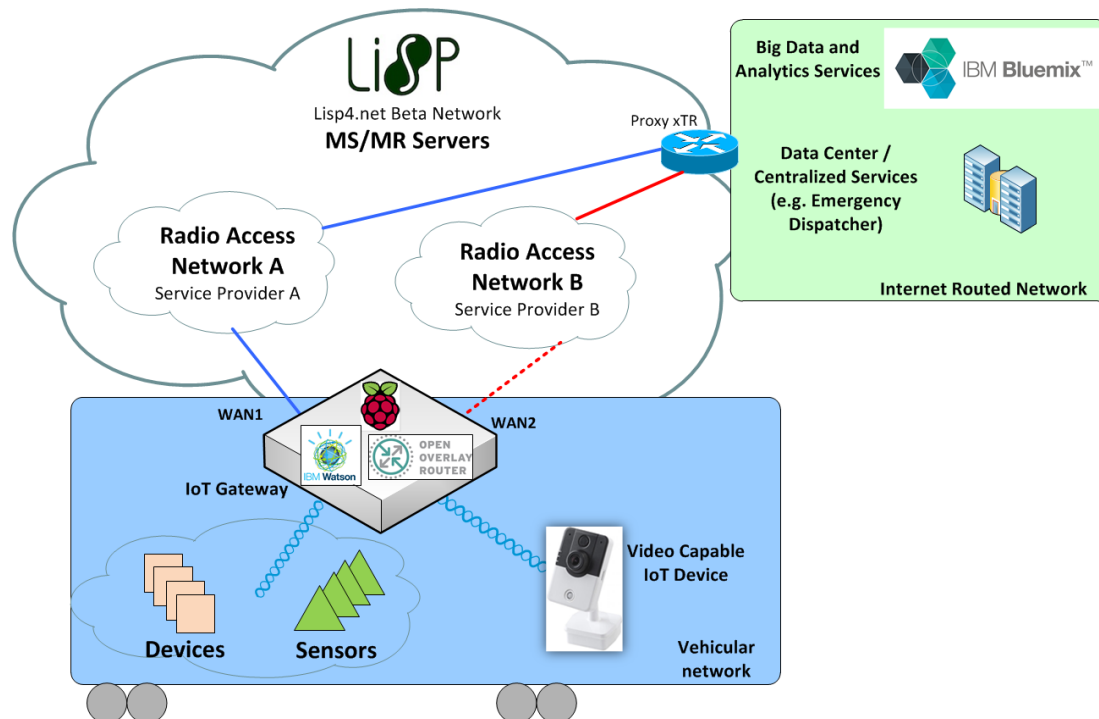 LiSP
Lisp4.net Beta Network
MS/MR Servers
Proxy xTR
Big Data and
Analytics Services
IBM Bluemix™
Data Center /
Centralized Services
(e.g. Emergency
Dispatcher)
Internet Routed Network
Radio Access
Network A
Service Provider A
Radio Access
Network B
Service Provider B
WAN1
WAN2
IBM Watson
OPEN
OVERLAY
ROUTER
IoT Gateway
Video Capable
IoT Device
Devices
Sensors
Vehicular
network